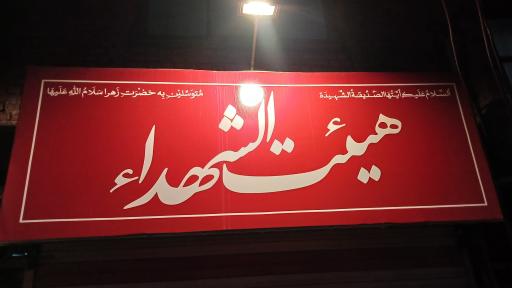 السلام علیک ایتها الصدیقة الشهیدة
متوسلین به حضرت زهرا سلام الله علیها
هیئت الشهداء